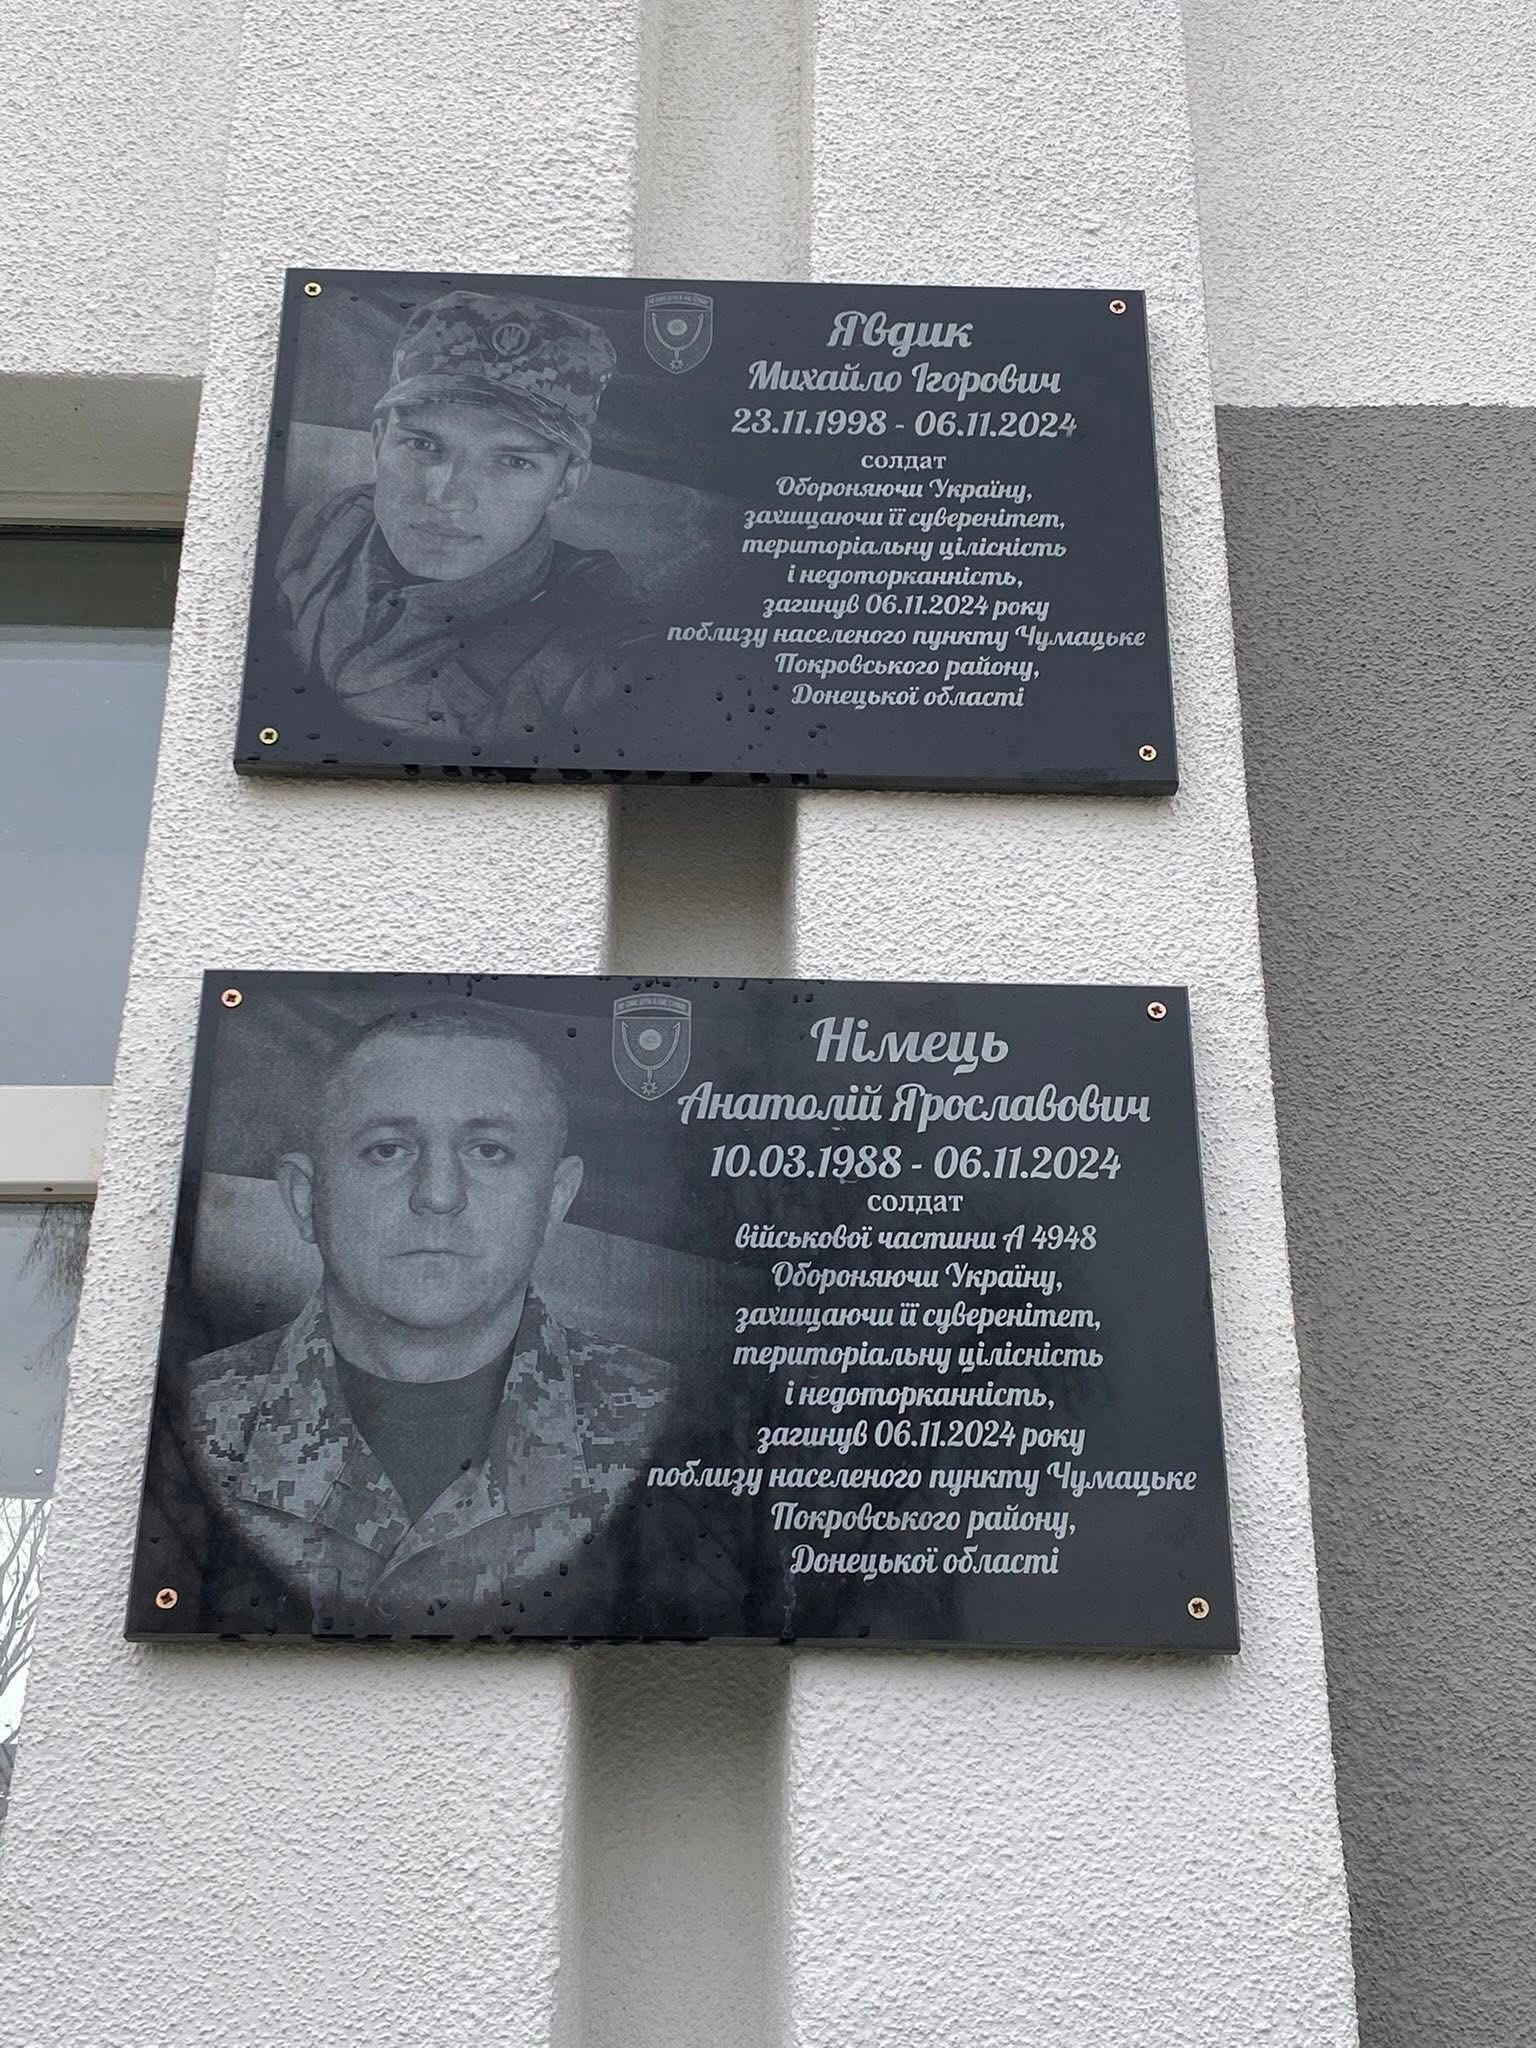 Явдик
Михайло Ігорович
23.11.1998 - 06.11.2024
солдат
Обороняючи Україну,
захищаючи її суверенітет,
територіальну цілісність
і недоторканність,
загинув 06.11.2024 року
поблизу населеного пункту Чумацьке
Покровського району,
Донецької області
Німець
Анатолій Ярославович
10.03.1988 - 06.11.2024
солдат
військової частини А 4948
Обороняючи Україну,
захищаючи її суверенітет,
територіальну цілісність
і недоторканність,
загинув 06.11.2024 року
поблизу населеного пункту Чумацьке
Покровського району,
Донецької області